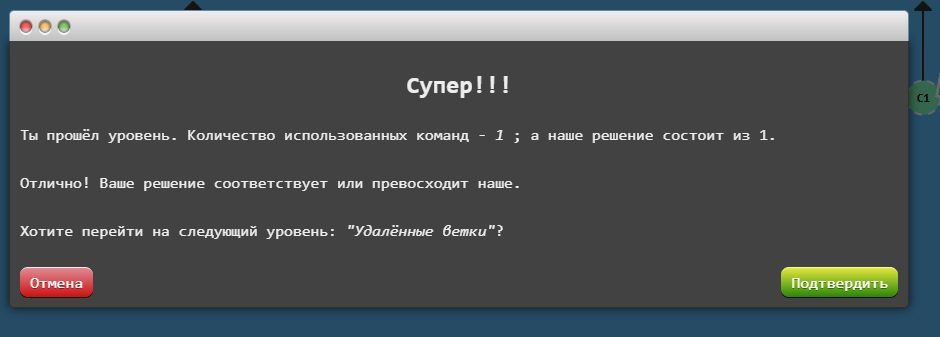 Супер!!!
C1
Ты прошёл уровень. Количество использованных команд - 1 ; а наше решение состоит из 1.
Отлично! Ваше решение соответствует или превосходит наше.
Хотите перейти на следующий уровень: "Удалённые ветки"?
Отмена
Подтвердить